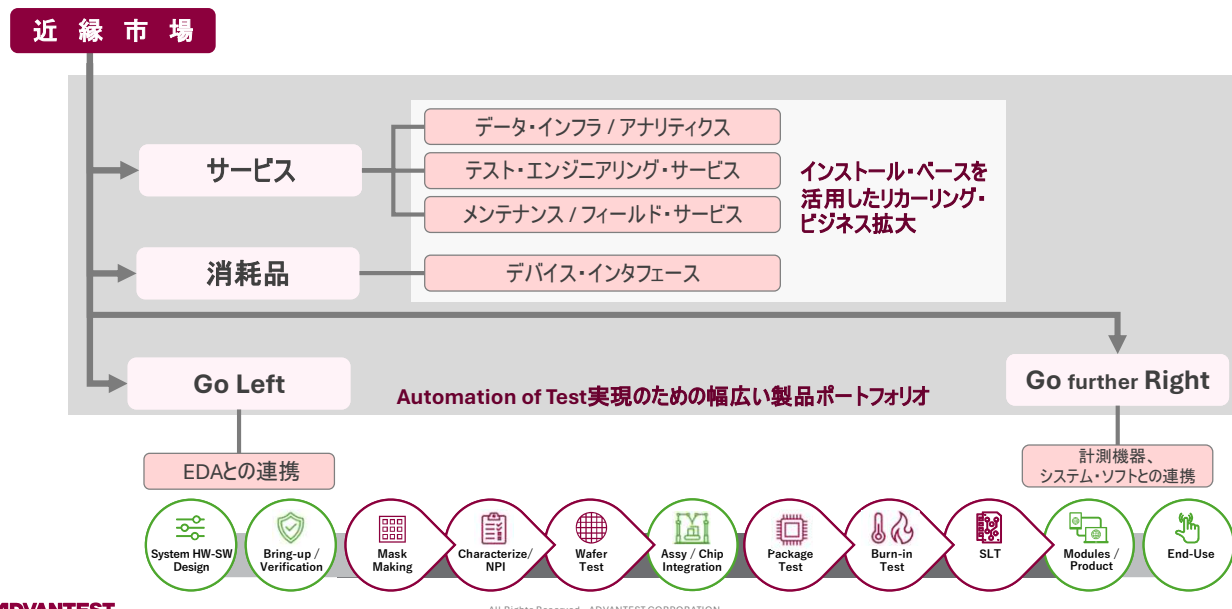 近 縁 市 場
サービス
データ・インフラ / アナリティクス
テスト・エンジニアリング・サービス
メンテナンス / フィールド・サービス
インストール・ベースを
活用したリカーリング・
ビジネス拡大
消耗品
デバイス・インタフェース
Go Left
Automation of Test実現のための幅広い製品ポートフォリオ
Go further Right
EDAとの連携
計測機器、
システム・ソフトとの連携
System HW-SW
Design
Bring-up /
Verification
Mask
Making
Characterize/
NPI
Wafer
Test
Assy / Chip
Integration
Package
Test
Burn-in
Test
SLT
Modules /
Product
End-Use
ADVANTEST
All Rights Reserved - ADVANTEST CORPORATION